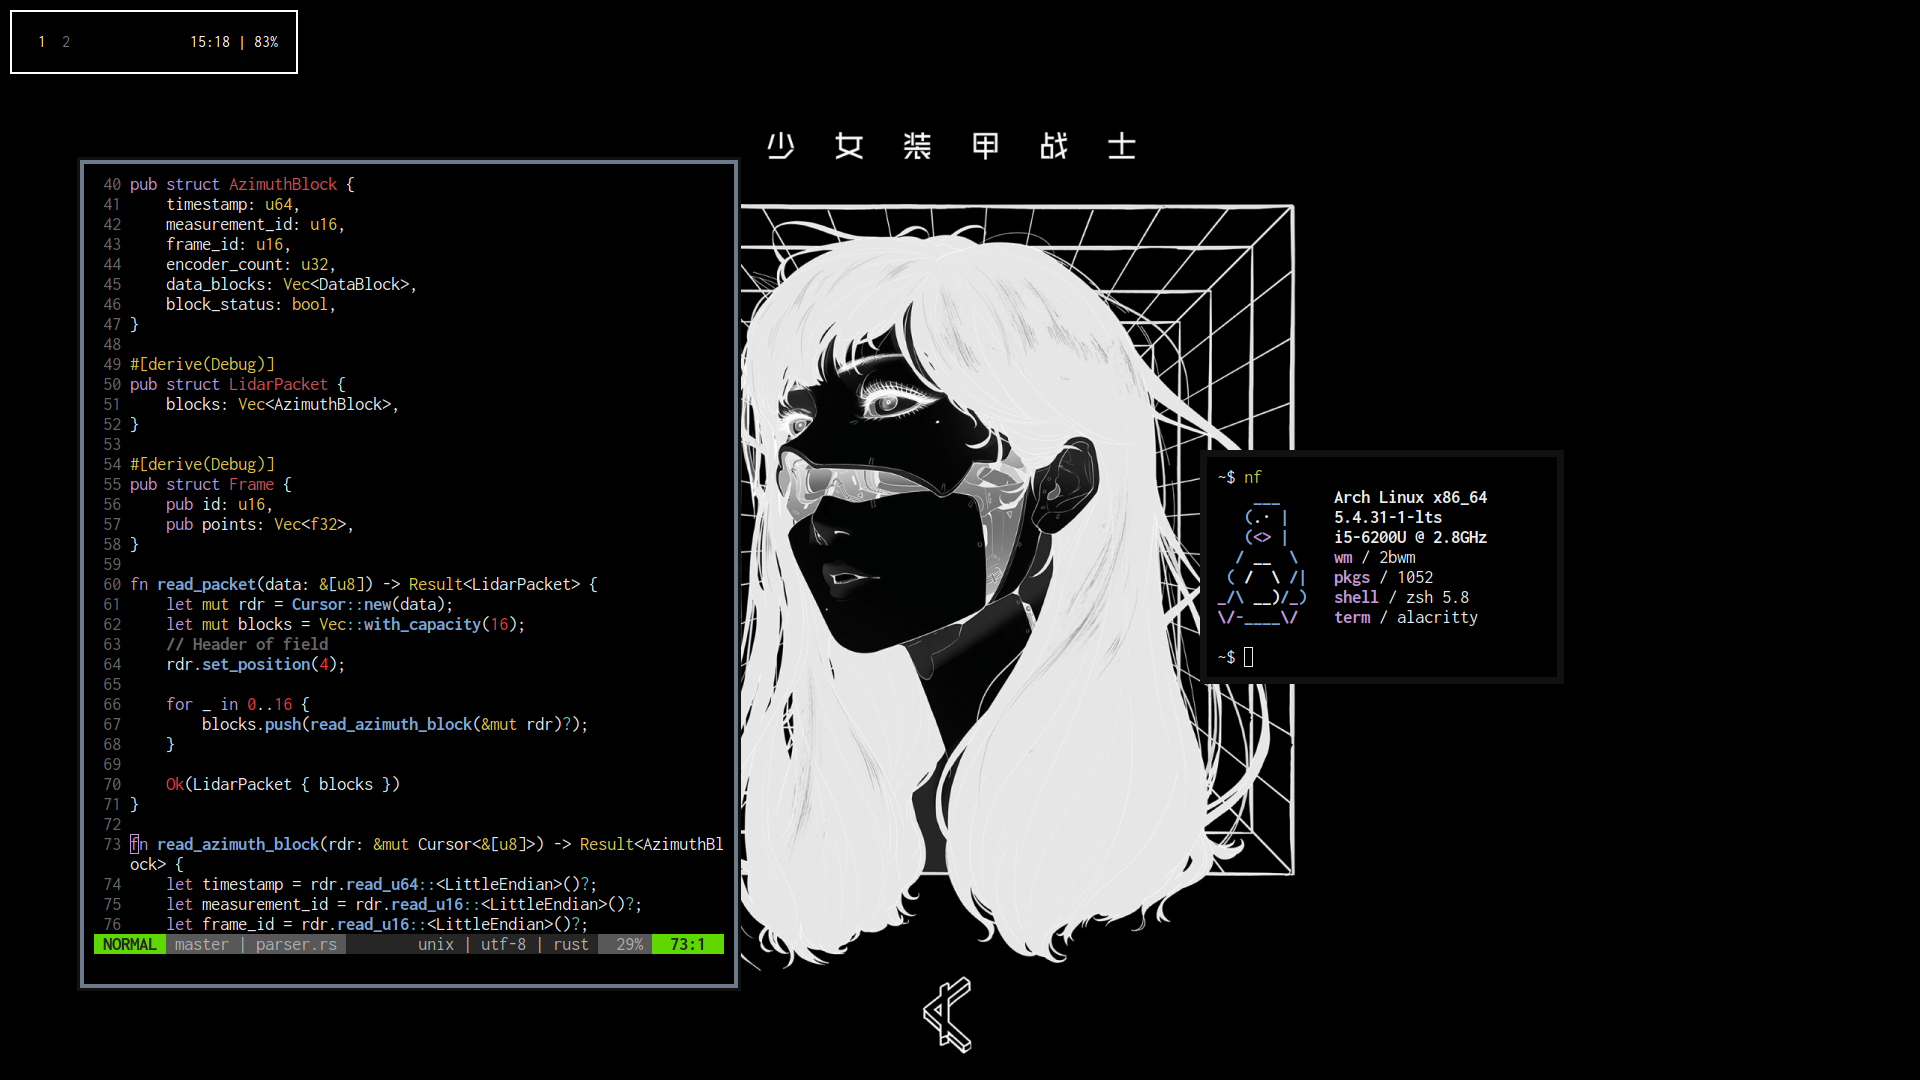 1 2 15:18 | 83%
少女装甲战士
40 pub struct AzimuthBlock {
41     timestamp: u64,
42     measurement_id: u16,
43     frame_id: u16,
44     encoder_count: u32,
45     data_blocks: Vec<DataBlock>,
46     block_status: bool,
47 }
48
49 #[derive(Debug)]
50 pub struct LidarPacket {
51     blocks: Vec<AzimuthBlock>,
52 }
53
54 #[derive(Debug)]
55 pub struct Frame {
56     pub id: u16,
57     pub points: Vec<f32>,
58 }
59
60 fn read_packet(data: &[u8]) -> Result<LidarPacket> {
61     let mut rdr = Cursor::new(data);
62     let mut blocks = Vec::with_capacity(16);
63     // Header of field
64     rdr.set_position(4);
65
66     for _ in 0..16 {
67         blocks.push(read_azimuth_block(&mut rdr)?);
68     }
69
70     Ok(LidarPacket { blocks })
71 }
72
73 fn read_azimuth_block(rdr: &mut Cursor<&[u8]>) -> Result<AzimuthBl
ock> {
74     let timestamp = rdr.read_u64::<LittleEndian>()?;
75     let measurement_id = rdr.read_u16::<LittleEndian>()?;
76     let frame_id = rdr.read_u16::<LittleEndian>()?;
NORMAL master | parser.rs unix | utf-8 | rust 29% 73:1
~$ nf
Arch Linux x86_64
5.4.31-1-lts
i5-6200U @ 2.8GHz
wm / 2bwm
pkgs / 1052
shell / zsh 5.8
term / alacritty
~$